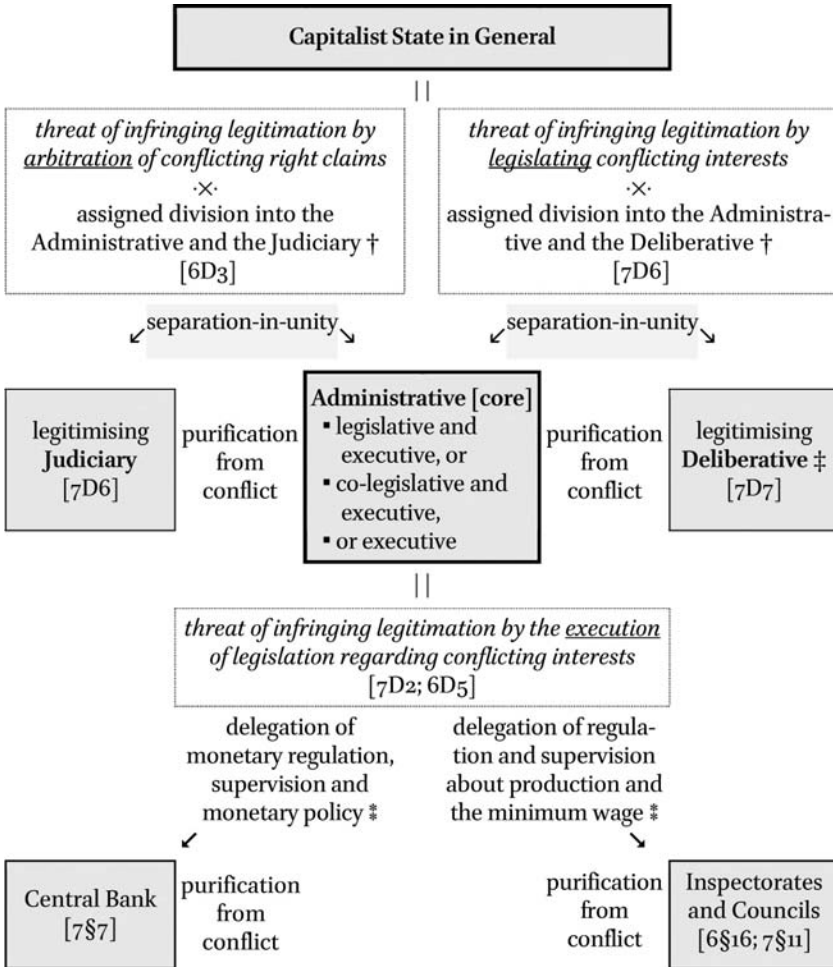 Capitalist State in General
||
threat of infringing legitimation by
arbitration of conflicting right claims
·×·
assigned division into the
Administrative and the Judiciary †
[6D3]
threat of infringing legitimation by
legislating conflicting interests
·×·
assigned division into the Administra-
tive and the Deliberative †
[7D6]
↙ separation-in-unity ↘
↙ separation-in-unity ↘
legitimising
Judiciary
[7D6]
purification
from
conflict
Administrative [core]
▪ legislative and
executive, or
▪ co-legislative and
executive,
▪ or executive
purification
from
conflict
legitimising
Deliberative ‡
[7D7]
||
threat of infringing legitimation by the execution
of legislation regarding conflicting interests
[7D2; 6D5]
delegation of
monetary regulation,
supervision and
monetary policy ⁑
↙
delegation of regula-
tion and supervision
about production and
the minimum wage ⁑
↘
Central Bank
[7§7]
purification
from
conflict
purification
from
conflict
Inspectorates
and Councils
[6§16; 7§11]